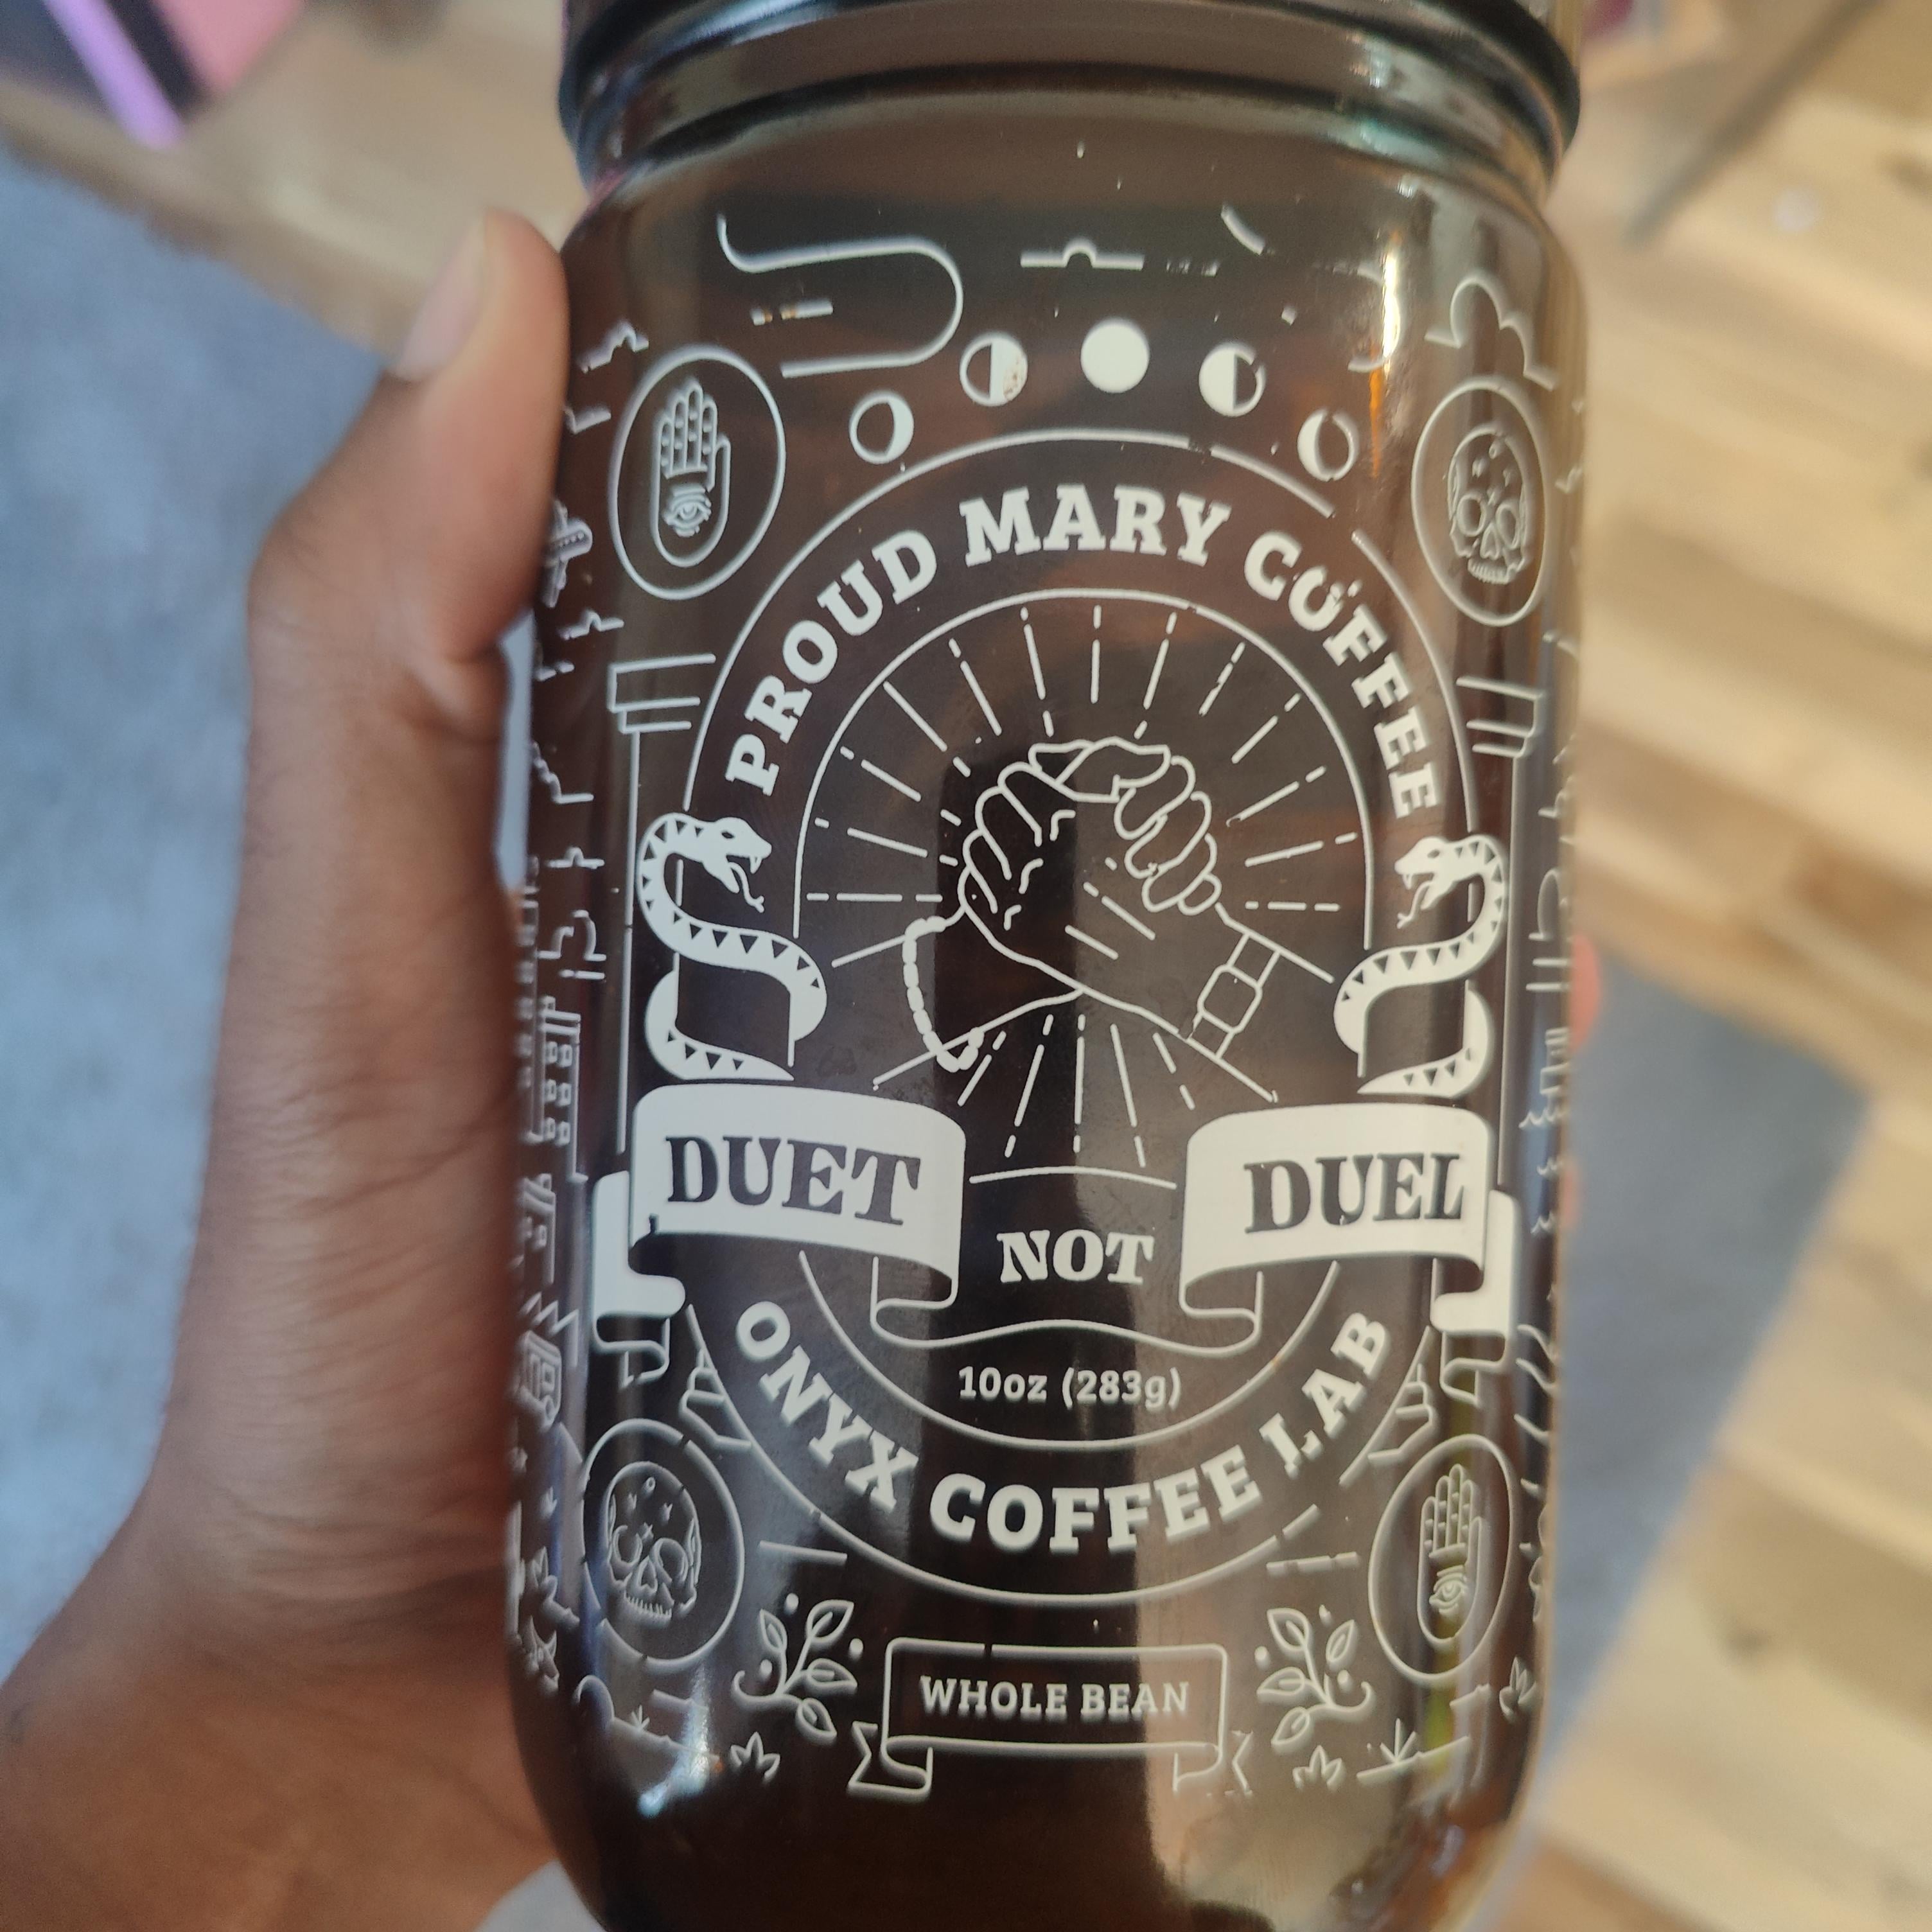 PROUD MARY COFFEE
DUET
NOT
DUEL
10oz (283g)
ONYX COFFEE LAB
WHOLE BEAN